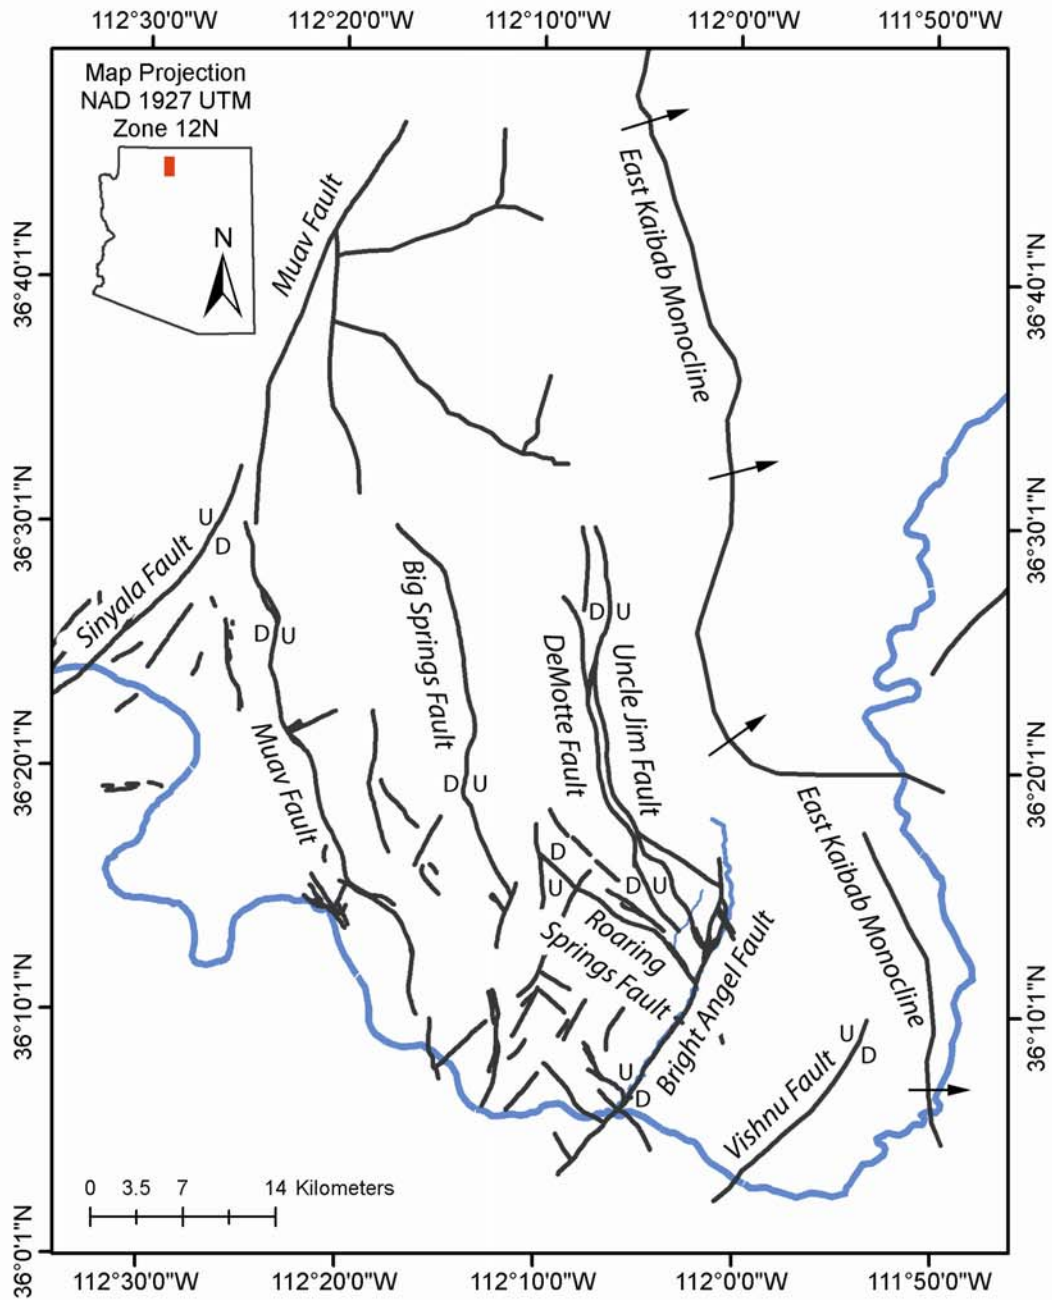 112°30'0"W 112°20'0"W 112°10'0"W 112°0'0"W 111°50'0"W
Map Projection
NAD 1927 UTM
Zone 12N
N
Muav Fault
East Kaibab Monocline
36°40'1"N
36°40'1"N
36°30'1"N
36°30'1"N
U
D
Sinyala Fault
D U
Big Springs Fault
D U
DeMotte Fault
Uncle Jim Fault
Muav Fault
D U
36°20'1"N
36°20'1"N
East Kaibab Monocline
D
U
D U
Roaring
Springs Fault
Bright Angel Fault
36°10'1"N
36°10'1"N
U
D
U
D
Vishnu Fault
0 3.5 7 14 Kilometers
36°0'1"N
112°30'0"W 112°20'0"W 112°10'0"W 112°0'0"W 111°50'0"W